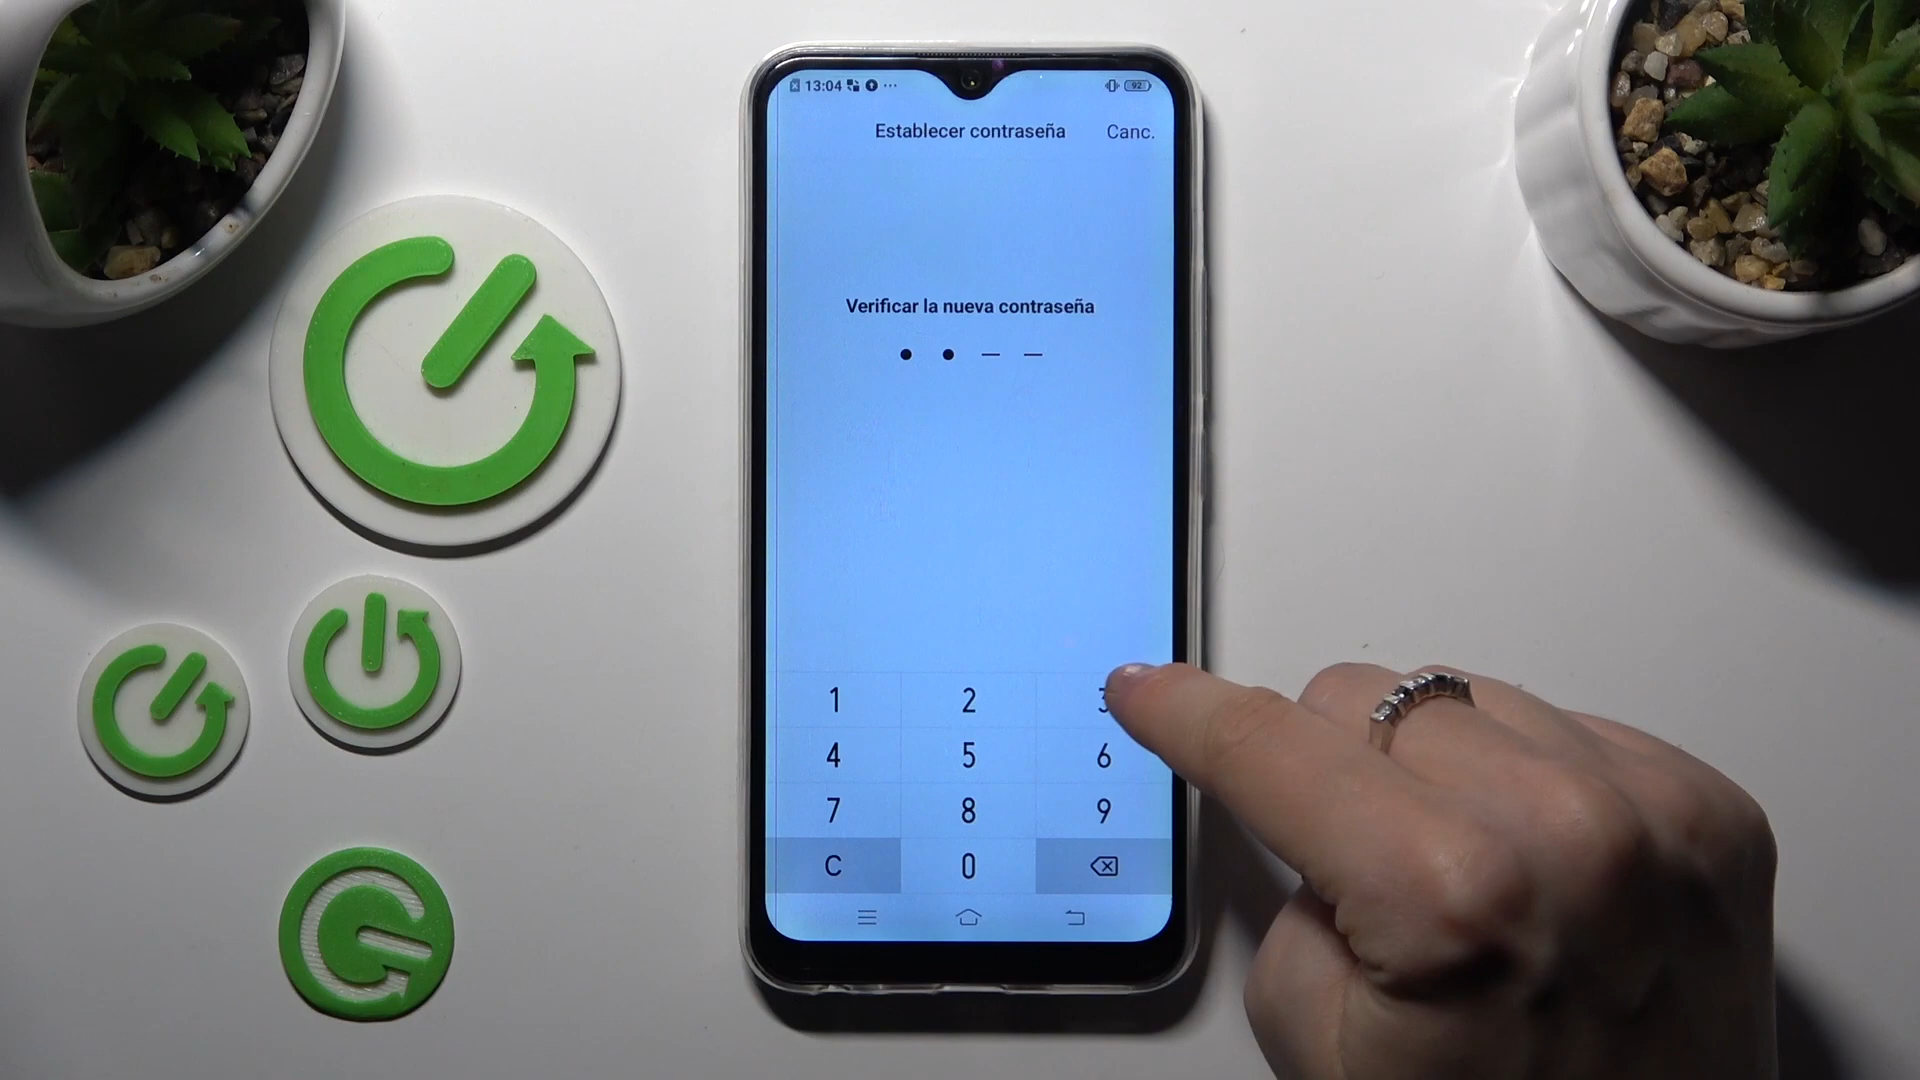 13:04 ... 92
Establecer contraseña Canc.
Verificar la nueva contraseña
1 2 3
4 5 6
7 8 9
C 0